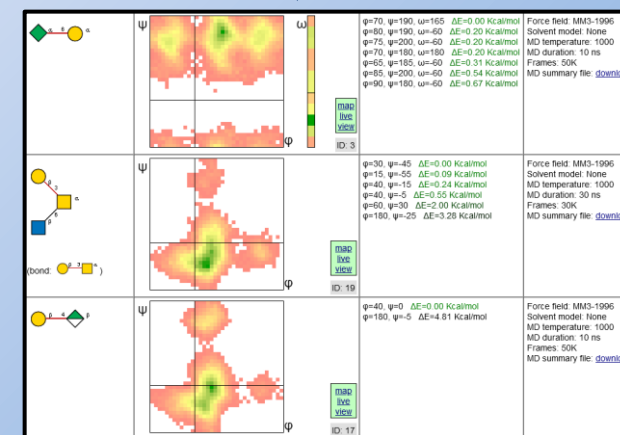 α 6 α
ψ
ω
φ
map
live
view
ID: 3
φ=70, ψ=190, ω=165 ΔE=0.00 Kcal/mol
φ=80, ψ=190, ω=-60 ΔE=0.20 Kcal/mol
φ=75, ψ=200, ω=-60 ΔE=0.20 Kcal/mol
φ=70, ψ=180, ω=180 ΔE=0.20 Kcal/mol
φ=65, ψ=185, ω=-60 ΔE=0.31 Kcal/mol
φ=85, ψ=200, ω=-60 ΔE=0.54 Kcal/mol
φ=90, ψ=180, ω=-60 ΔE=0.67 Kcal/mol
Force field: MM3-1996
Solvent model: None
MD temperature: 1000
MD duration: 10 ns
Frames: 50K
MD summary file: downlo
β 3 α
β 6
(bond: β 3 α )
ψ
φ
map
live
view
ID: 19
φ=30, ψ=-45 ΔE=0.00 Kcal/mol
φ=15, ψ=-55 ΔE=0.09 Kcal/mol
φ=40, ψ=-15 ΔE=0.24 Kcal/mol
φ=40, ψ=-5 ΔE=0.55 Kcal/mol
φ=60, ψ=30 ΔE=2.00 Kcal/mol
φ=180, ψ=-25 ΔE=3.28 Kcal/mol
Force field: MM3-1996
Solvent model: None
MD temperature: 1000
MD duration: 30 ns
Frames: 30K
MD summary file: downlo
β 4 β
ψ
φ
map
live
view
ID: 17
φ=40, ψ=0 ΔE=0.00 Kcal/mol
φ=180, ψ=-5 ΔE=4.81 Kcal/mol
Force field: MM3-1996
Solvent model: None
MD temperature: 1000
MD duration: 10 ns
Frames: 50K
MD summary file: downlo